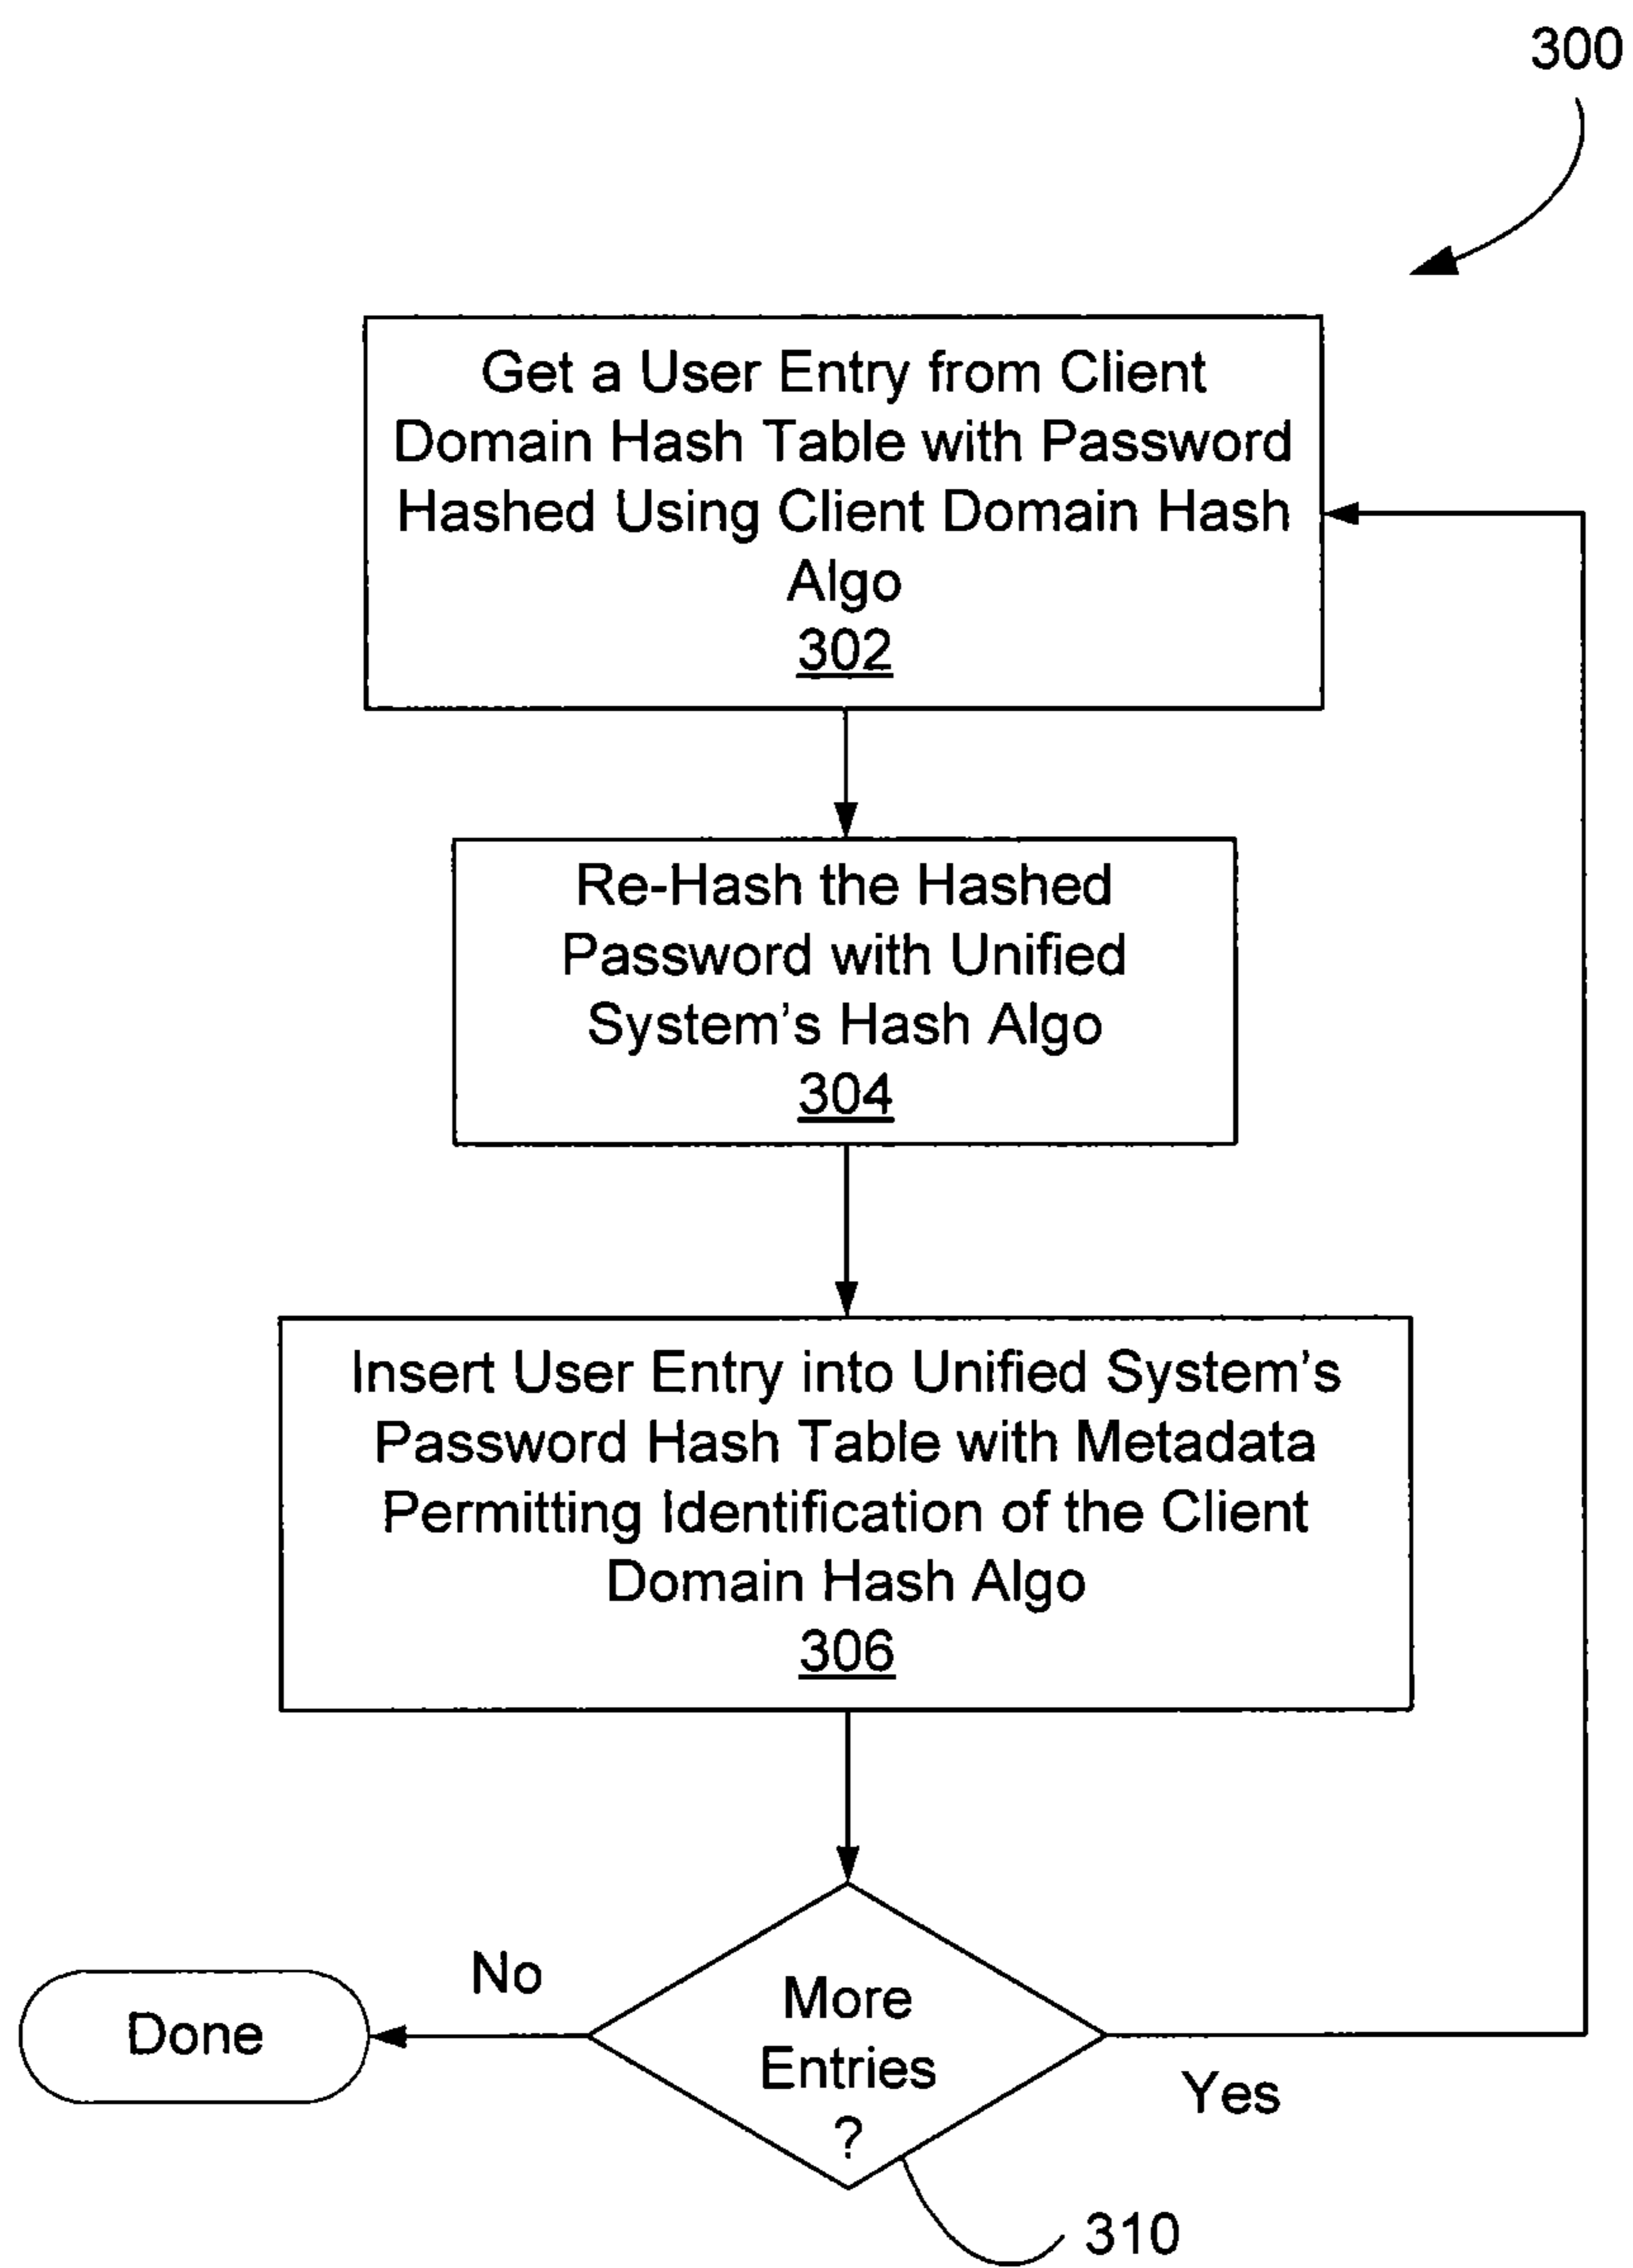 300
Get a User Entry from Client
Domain Hash Table with Password
Hashed Using Client Domain Hash
Algo
302
Re-Hash the Hashed
Password with Unified
System's Hash Algo
304
Insert User Entry into Unified System's
Password Hash Table with Metadata
Permitting Identification of the Client
Domain Hash Algo
306
No
Done
More
Entries
?
Yes
310